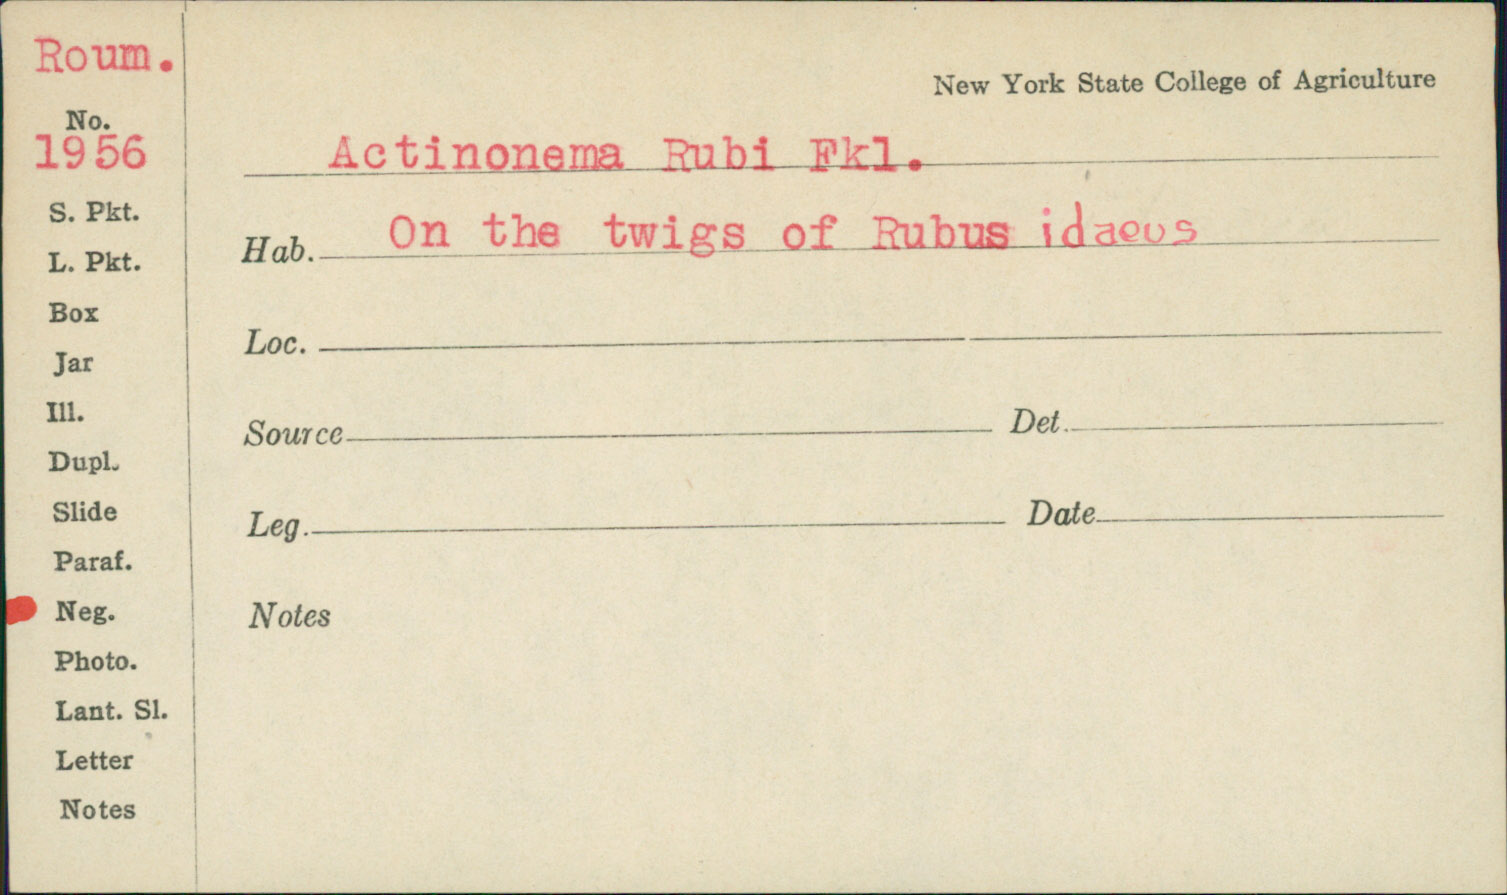 Roum.
No.
1956
S. Pkt.
L. Pkt.
Box
Jar
Ill.
Dupl.
Slide
Paraf.
Neg.
Photo.
Lant. Sl.
Letter
Notes
New York State College of Agriculture
Actinonema Rubi Fkl.
Hab. On the twigs of Rubus idaeus
Loc.
Source Det.
Leg. Date
Notes